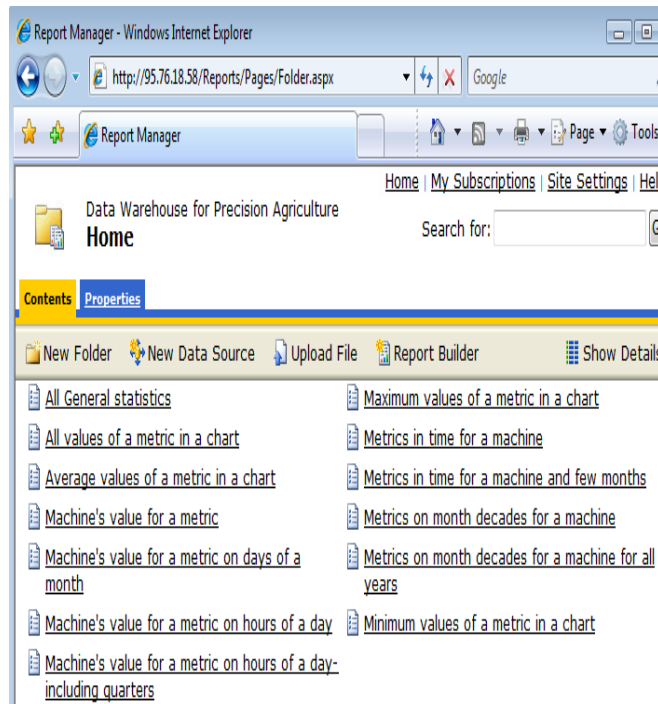 Report Manager - Windows Internet Explorer
http://95.76.18.58/Reports/Pages/Folder.aspx
Google
Report Manager
Page
Tools
Home | My Subscriptions | Site Settings | Hel
Data Warehouse for Precision Agriculture
Home
Search for:
G
Contents
Properties
New Folder
New Data Source
Upload File
Report Builder
Show Details
All General statistics
All values of a metric in a chart
Average values of a metric in a chart
Machine's value for a metric
Machine's value for a metric on days of a
month
Machine's value for a metric on hours of a day
Machine's value for a metric on hours of a day-
including quarters
Maximum values of a metric in a chart
Metrics in time for a machine
Metrics in time for a machine and few months
Metrics on month decades for a machine
Metrics on month decades for a machine for all
years
Minimum values of a metric in a chart